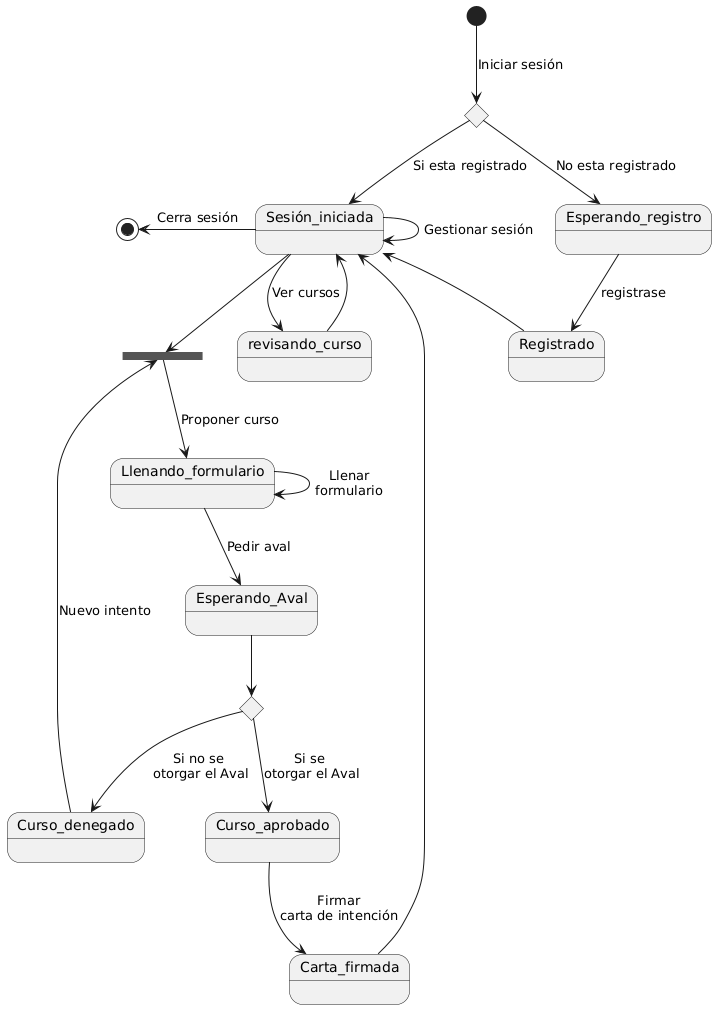 Iniciar sesión
Si esta registrado
No esta registrado
Cerra sesión
Sesión_iniciada
Gestionar sesión
Esperando_registro
Ver cursos
registrase
revisando_curso
Registrado
Proponer curso
Llenando_formulario
Llenar
formulario
Pedir aval
Esperando_Aval
Nuevo intento
Si no se
otorgar el Aval
Si se
otorgar el Aval
Curso_denegado
Curso_aprobado
Firmar
carta de intención
Carta_firmada